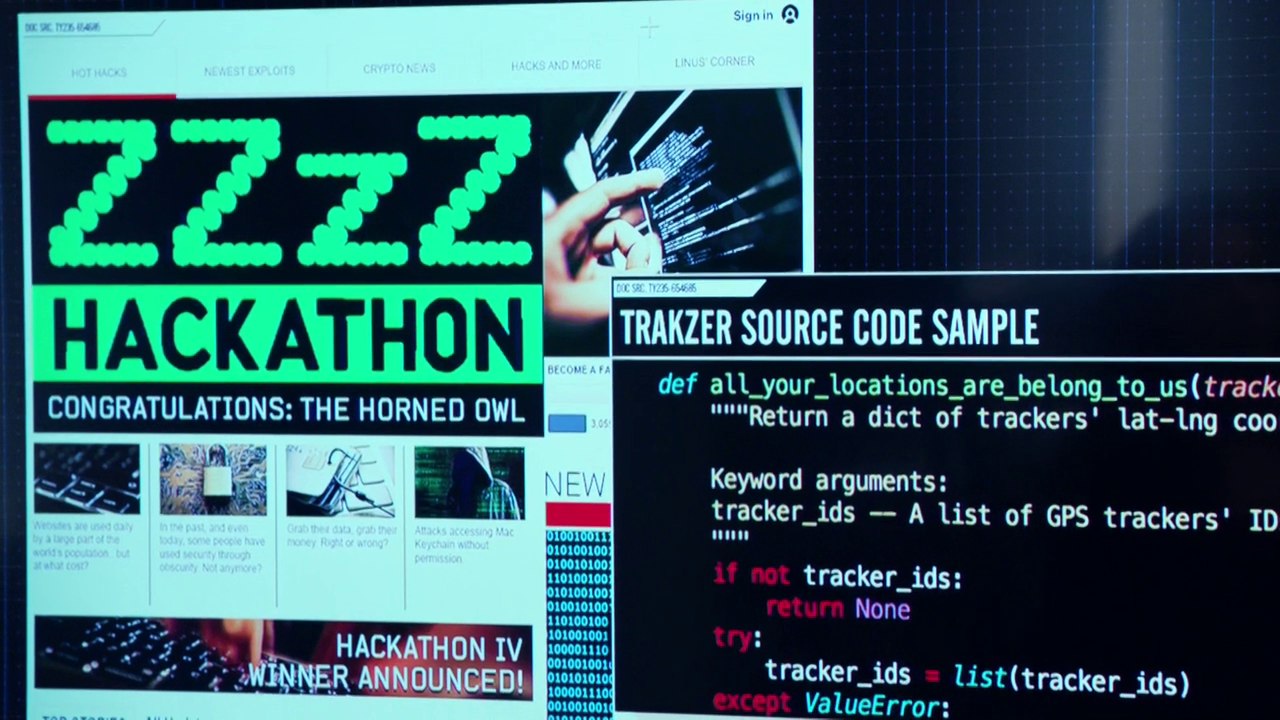 DOC SRC. TY235 654685
Sign in
HOT HACKS
NEWEST EXPLOITS
CRYPTO NEWS
HACKS AND MORE
LINUS' CORNER
ZZzZ
HACKATHON
CONGRATULATIONS: THE HORNED OWL
Websites are used daily
by a large part of the
world's population : but
at what cost?
In the past, and even
today, some people have
used security through
obscurity. Not anymore?
Grab their data, grab their
money. Right or wrong?
Attacks accessing Mac
Keychain without
permission.
HACKATHON IV
WINNER ANNOUNCED!
BECOME A FA
NEW
DOC SRC. TY235 654685
TRAKZER SOURCE CODE SAMPLE
def all_your_locations_are_belong_to_us(track
"""Return a dict of trackers' lat-lng coo
Keyword arguments:
tracker_ids -- A list of GPS trackers' ID
"""
if not tracker_ids:
return None
try:
tracker_ids = list(tracker_ids)
except ValueError: